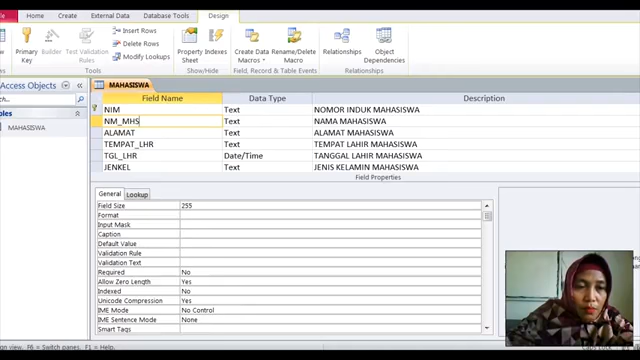 Home Create External Data Database Tools Design
Primary Key
Builder
Test Validation Rules
Insert Rows
Delete Rows
Modify Lookups
Tools
Property Sheet
Indexes
Show/Hide
Create Data Macros
Rename/Delete Macro
Field, Record & Table Events
Relationships
Object Dependencies
Relationships
Access Objects
MAHASISWA
MAHASISWA
Field Name Data Type Description
NIM Text NOMOR INDUK MAHASISWA
NM_MHS Text NAMA MAHASISWA
ALAMAT Text ALAMAT MAHASISWA
TEMPAT_LHR Text TEMPAT LAHIR MAHASISWA
TGL_LHR Date/Time TANGGAL LAHIR MAHASISWA
JENKEL Text JENIS KELAMIN MAHASISWA
Field Properties
General Lookup
Field Size 255
Format
Input Mask
Caption
Default Value
Validation Rule
Validation Text
Required No
Allow Zero Length Yes
Indexed No
Unicode Compression Yes
IME Mode No Control
IME Sentence Mode None
Smart Tags
view. F6 = Switch panes. F1 = Help.